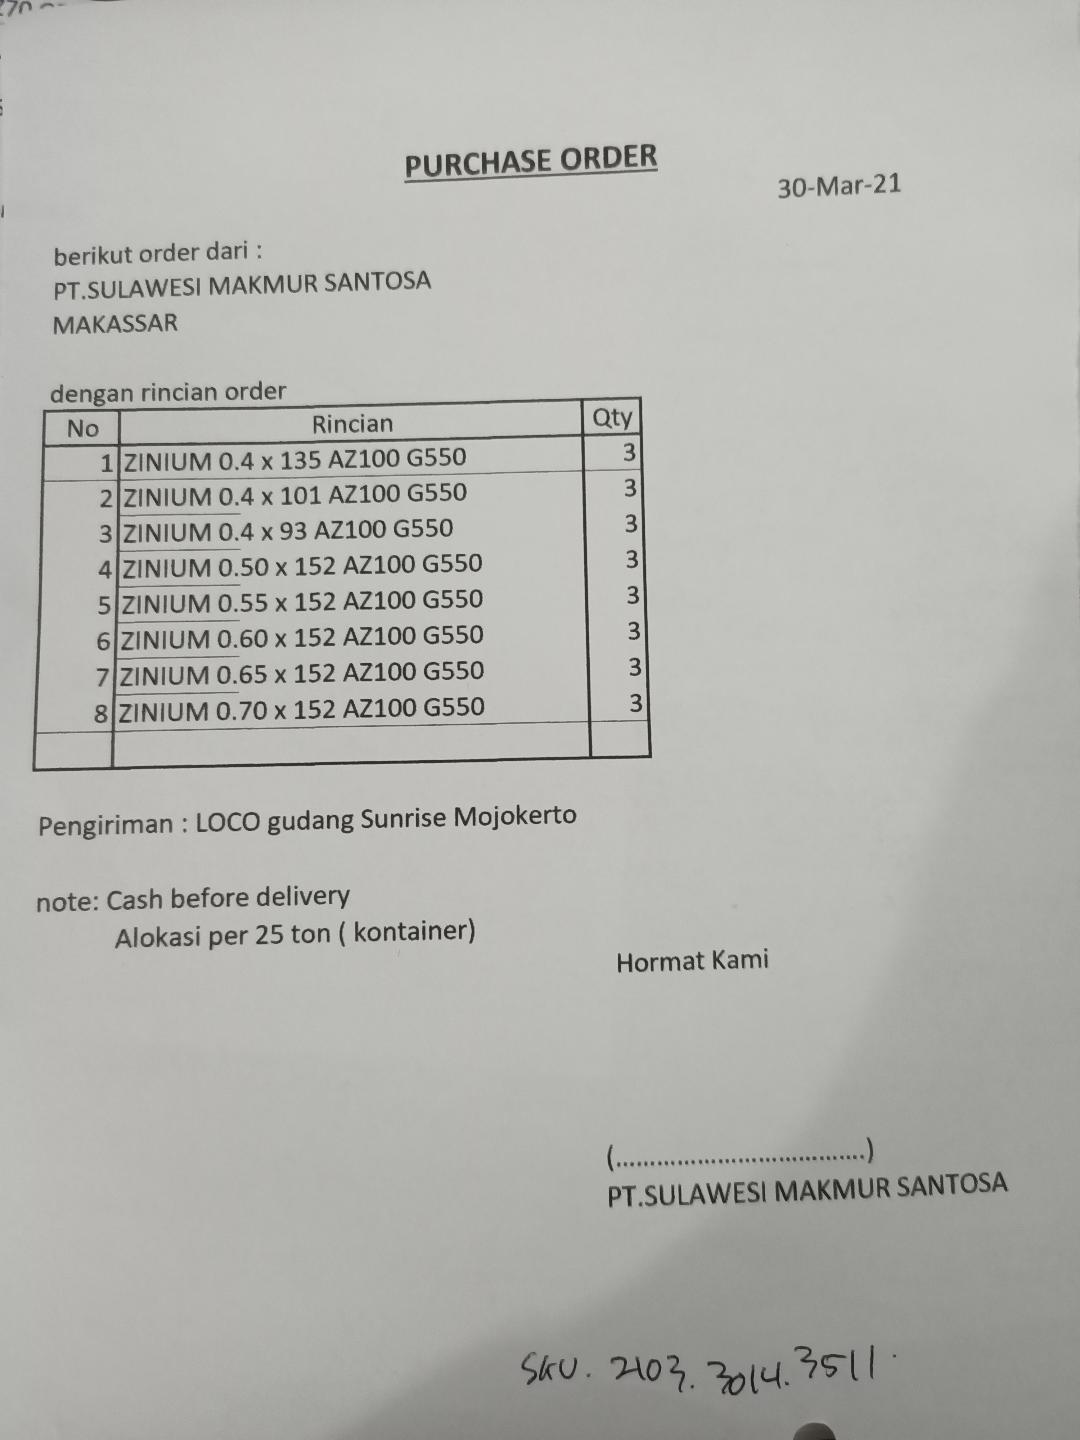 PURCHASE ORDER
30-Mar-21
berikut order dari :
PT.SULAWESI MAKMUR SANTOSA
MAKASSAR
dengan rincian order
No Rincian Qty
1 ZINIUM 0.4 x 135 AZ100 G550 3
2 ZINIUM 0.4 x 101 AZ100 G550 3
3 ZINIUM 0.4 x 93 AZ100 G550 3
4 ZINIUM 0.50 x 152 AZ100 G550 3
5 ZINIUM 0.55 x 152 AZ100 G550 3
6 ZINIUM 0.60 x 152 AZ100 G550 3
7 ZINIUM 0.65 x 152 AZ100 G550 3
8 ZINIUM 0.70 x 152 AZ100 G550 3
Pengiriman : LOCO gudang Sunrise Mojokerto
note: Cash before delivery
Alokasi per 25 ton ( kontainer)
Hormat Kami
(.....................................)
PT.SULAWESI MAKMUR SANTOSA
SKU. 2103. 3014. 3511.